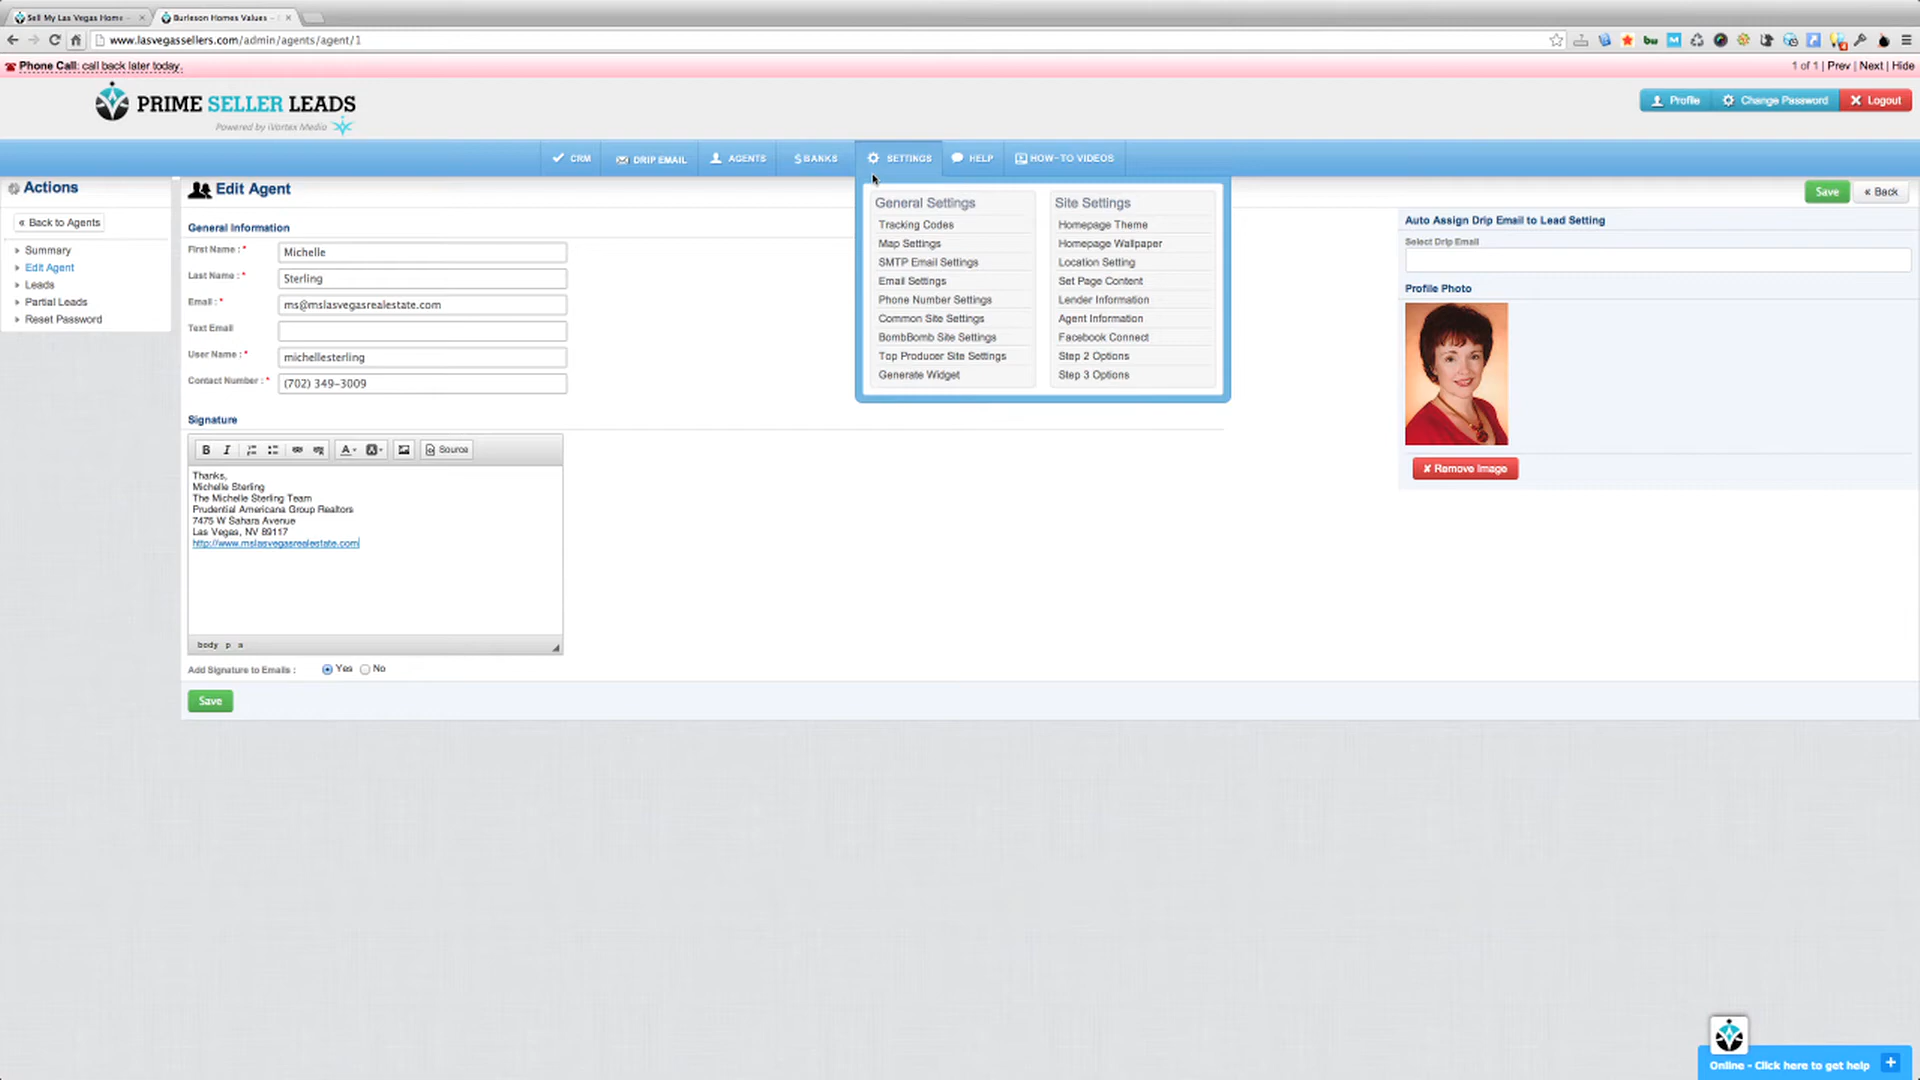 Sell My Las Vegas Home
Burleson Homes Values -
www.lasvegassellers.com/admin/agents/agent/1
Phone Call: call back later today.
1 of 1 | Prev | Next | Hide
PRIME SELLER LEADS
Powered by iVortex Media
Profile
Change Password
Logout
CRM
DRIP EMAIL
AGENTS
$ BANKS
SETTINGS
HELP
HOW-TO VIDEOS
Actions
« Back to Agents
Summary
Edit Agent
Leads
Partial Leads
Reset Password
Edit Agent
Save
« Back
General Information
First Name : * Michelle
Last Name : * Sterling
Email : * ms@mslasvegasrealestate.com
Text Email
User Name : * michellesterling
Contact Number : * (702) 349-3009
General Settings
Tracking Codes
Map Settings
SMTP Email Settings
Email Settings
Phone Number Settings
Common Site Settings
BombBomb Site Settings
Top Producer Site Settings
Generate Widget
Site Settings
Homepage Theme
Homepage Wallpaper
Location Setting
Set Page Content
Lender Information
Agent Information
Facebook Connect
Step 2 Options
Step 3 Options
Auto Assign Drip Email to Lead Setting
Select Drip Email
Profile Photo
Remove Image
Signature
B I A A Source
Thanks,
Michelle Sterling
The Michelle Sterling Team
Prudential Americana Group Realtors
7475 W Sahara Avenue
Las Vegas, NV 89117
http://www.mslasvegasrealestate.com
body p a
Add Signature to Emails : Yes No
Save
Online - Click here to get help +